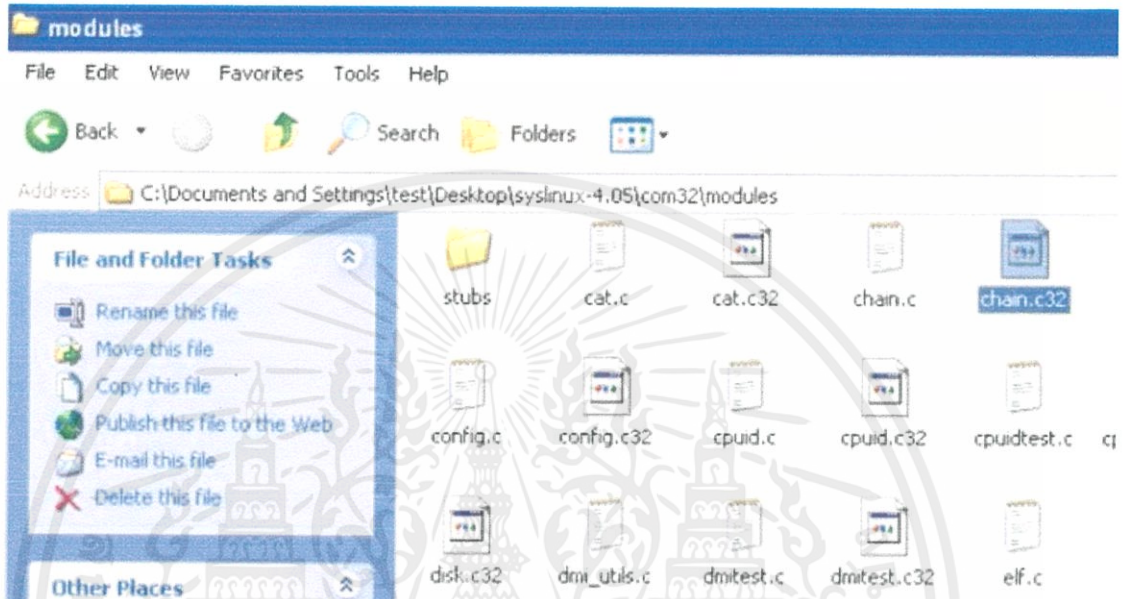 modules
File Edit View Favorites Tools Help
Back Search Folders
Address C:\Documents and Settings\test\Desktop\syslinux-4.05\com32\modules
File and Folder Tasks
Rename this file
Move this file
Copy this file
Publish this file to the Web
E-mail this file
Delete this file
Other Places
stubs cat.c cat.c32 chain.c chain.c32
config.c config.c32 cpuid.c cpuid.c32 cpuidtest.c
disk.c32 dmi_utils.c dmitest.c dmitest.c32 elf.c